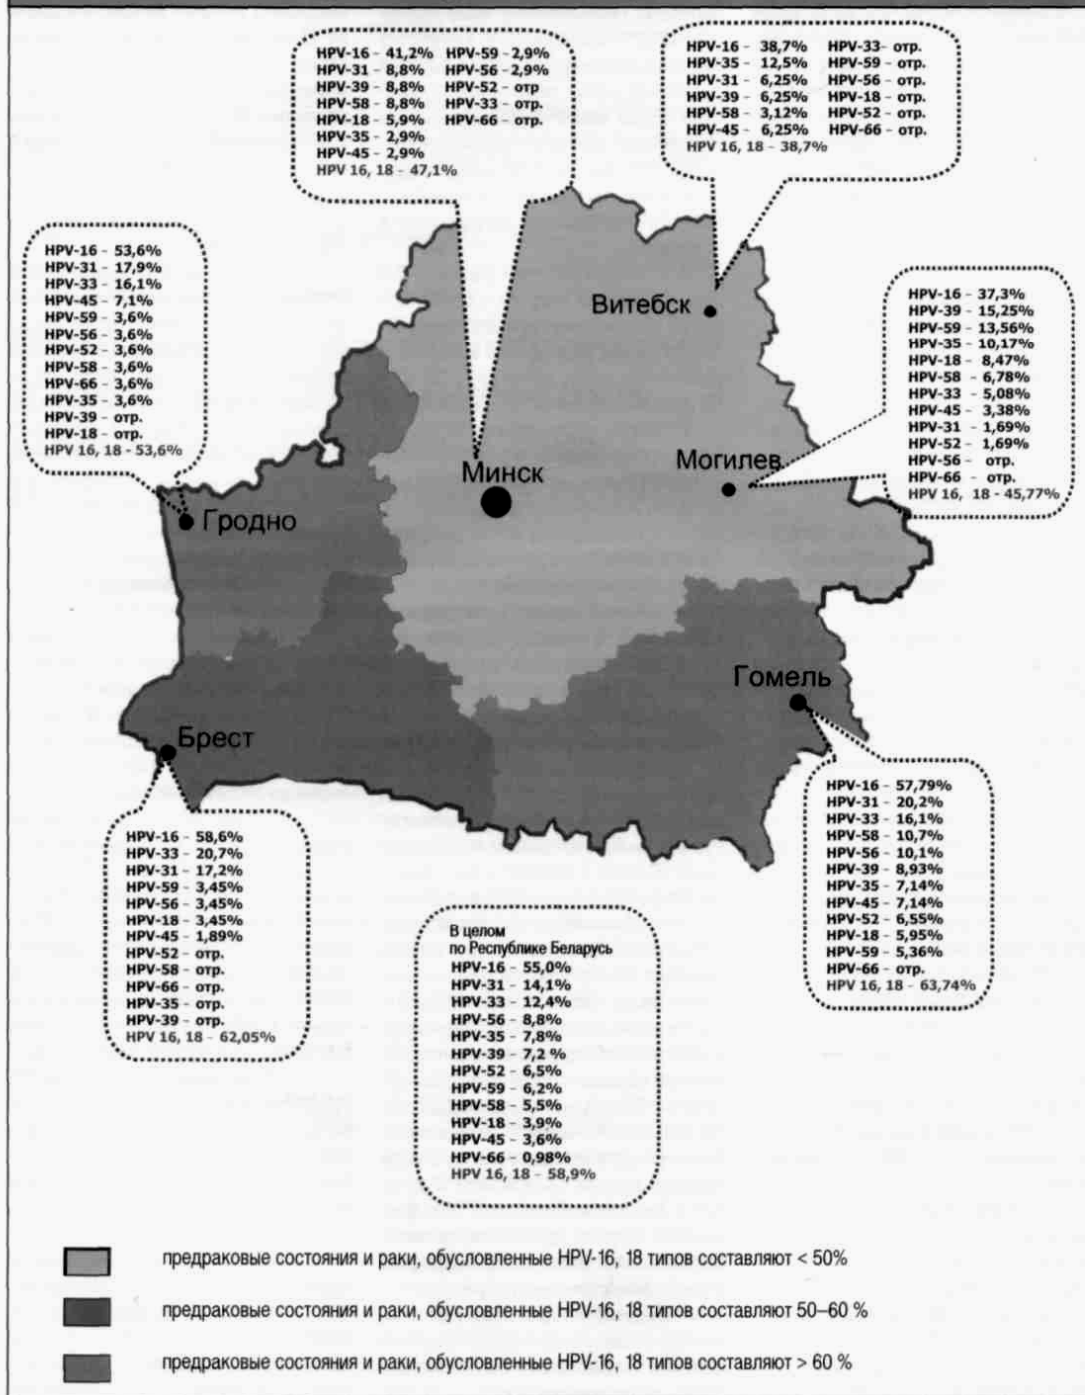 HPV-16 - 41,2% HPV-59 - 2,9%
HPV-31 - 8,8% HPV-56 - 2,9%
HPV-39 - 8,8% HPV-52 - отр
HPV-58 - 8,8% HPV-33 - отр.
HPV-18 - 5,9% HPV-66 - отр.
HPV-35 - 2,9%
HPV-45 - 2,9%
HPV 16, 18 - 47,1%
HPV-16 - 38,7% HPV-33- отр.
HPV-35 - 12,5% HPV-59 - отр.
HPV-31 - 6,25% HPV-56 - отр.
HPV-39 - 6,25% HPV-18 - отр.
HPV-58 - 3,12% HPV-52 - отр.
HPV-45 - 6,25% HPV-66 - отр.
HPV 16, 18 - 38,7%
HPV-16 - 53,6%
HPV-31 - 17,9%
HPV-33 - 16,1%
HPV-45 - 7,1%
HPV-59 - 3,6%
HPV-56 - 3,6%
HPV-52 - 3,6%
HPV-58 - 3,6%
HPV-66 - 3,6%
HPV-35 - 3,6%
HPV-39 - отр.
HPV-18 - отр.
HPV 16, 18 - 53,6%
Витебск
HPV-16 - 37,3%
HPV-39 - 15,25%
HPV-59 - 13,56%
HPV-35 - 10,17%
HPV-18 - 8,47%
HPV-58 - 6,78%
HPV-33 - 5,08%
HPV-45 - 3,38%
HPV-31 - 1,69%
HPV-52 - 1,69%
HPV-56 - отр.
HPV-66 - отр.
HPV 16, 18 - 45,77%
Могилев
Минск
Гродно
Гомель
Брест
HPV-16 - 57,79%
HPV-31 - 20,2%
HPV-33 - 16,1%
HPV-58 - 10,7%
HPV-56 - 10,1%
HPV-39 - 8,93%
HPV-35 - 7,14%
HPV-45 - 7,14%
HPV-52 - 6,55%
HPV-18 - 5,95%
HPV-59 - 5,36%
HPV-66 - отр.
HPV 16, 18 - 63,74%
HPV-16 - 58,6%
HPV-33 - 20,7%
HPV-31 - 17,2%
HPV-59 - 3,45%
HPV-56 - 3,45%
HPV-18 - 3,45%
HPV-45 - 1,89%
HPV-52 - отр.
HPV-58 - отр.
HPV-66 - отр.
HPV-35 - отр.
HPV-39 - отр.
HPV 16, 18 - 62,05%
В целом
по Республике Беларусь
HPV-16 - 55,0%
HPV-31 - 14,1%
HPV-33 - 12,4%
HPV-56 - 8,8%
HPV-35 - 7,8%
HPV-39 - 7,2 %
HPV-52 - 6,5%
HPV-59 - 6,2%
HPV-58 - 5,5%
HPV-18 - 3,9%
HPV-45 - 3,6%
HPV-66 - 0,98%
HPV 16, 18 - 58,9%
предраковые состояния и раки, обусловленные HPV-16, 18 типов составляют < 50%
предраковые состояния и раки, обусловленные HPV-16, 18 типов составляют 50–60 %
предраковые состояния и раки, обусловленные HPV-16, 18 типов составляют > 60 %